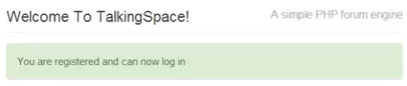 Welcome To TalkingSpace!
A simple PHP forum engine
You are registered and can now log in